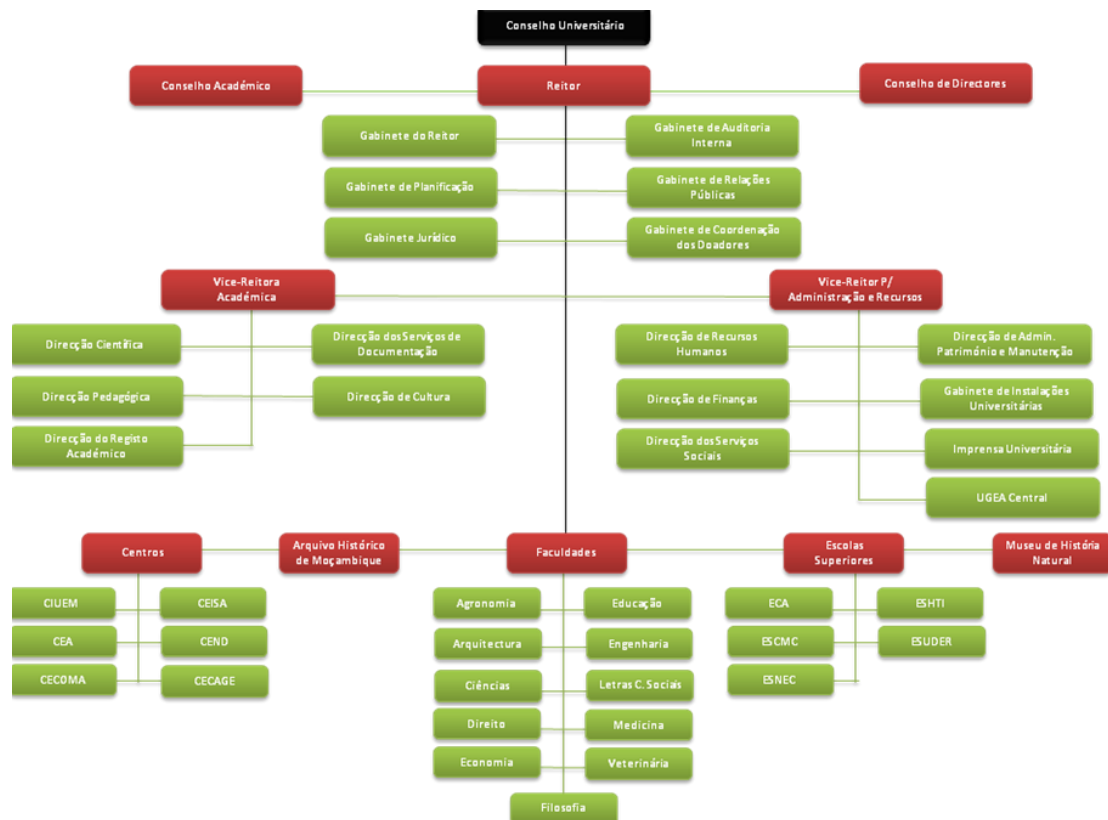 Conselho Universitário
Conselho Académico
Reitor
Conselho de Directores
Gabinete do Reitor
Gabinete de Auditoria
Interna
Gabinete de Planificação
Gabinete de Relações
Públicas
Gabinete Jurídico
Gabinete de Coordenação
dos Doadores
Vice-Reitora
Académica
Vice-Reitor P/
Administração e Recursos
Direcção Científica
Direcção dos Serviços de
Documentação
Direcção de Recursos
Humanos
Direcção de Admin.
Património e Manutenção
Direcção Pedagógica
Direcção de Cultura
Direcção de Finanças
Gabinete de Instalações
Universitárias
Direcção do Registo
Académico
Direcção dos Serviços
Sociais
Imprensa Universitária
UGEA Central
Centros
Arquivo Histórico
de Moçambique
Faculdades
Escolas
Superiores
Museu de História
Natural
CIUEM
CEISA
Agronomia
Educação
ECA
ESHTI
CEA
CEND
Arquitectura
Engenharia
ESCMC
ESUDER
CECOMA
CECAGE
Ciências
Letras C. Sociais
ESNEC
Direito
Medicina
Economia
Veterinária
Filosofia